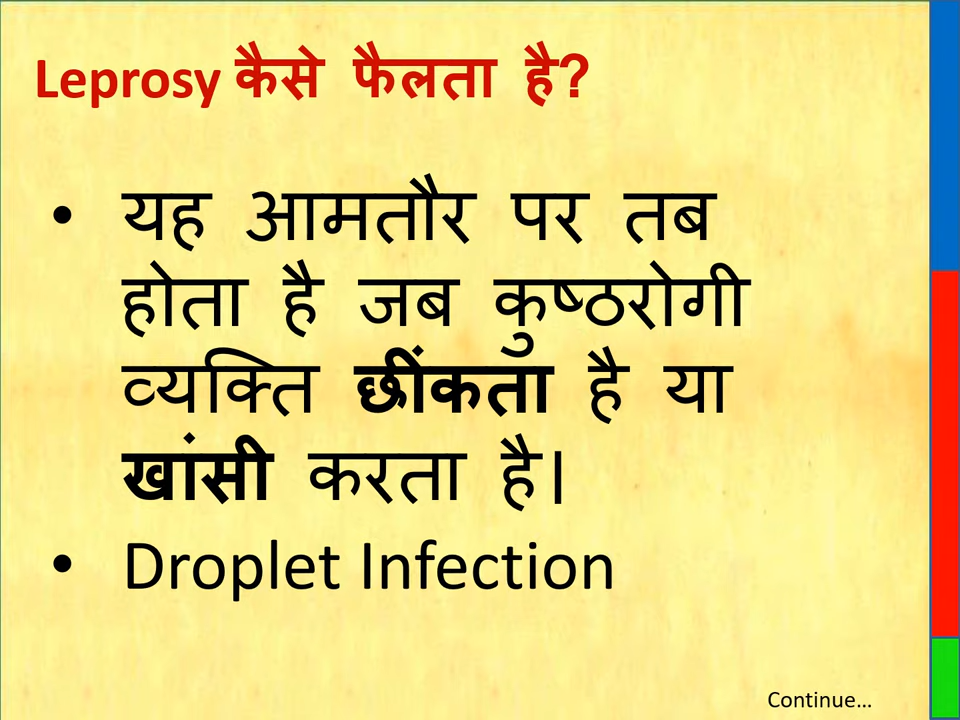 Leprosy कैसे फैलता है?
• यह आमतौर पर तब
होता है जब कुष्ठरोगी
व्यक्ति छींकता है या
खांसी करता है।
• Droplet Infection
Continue...